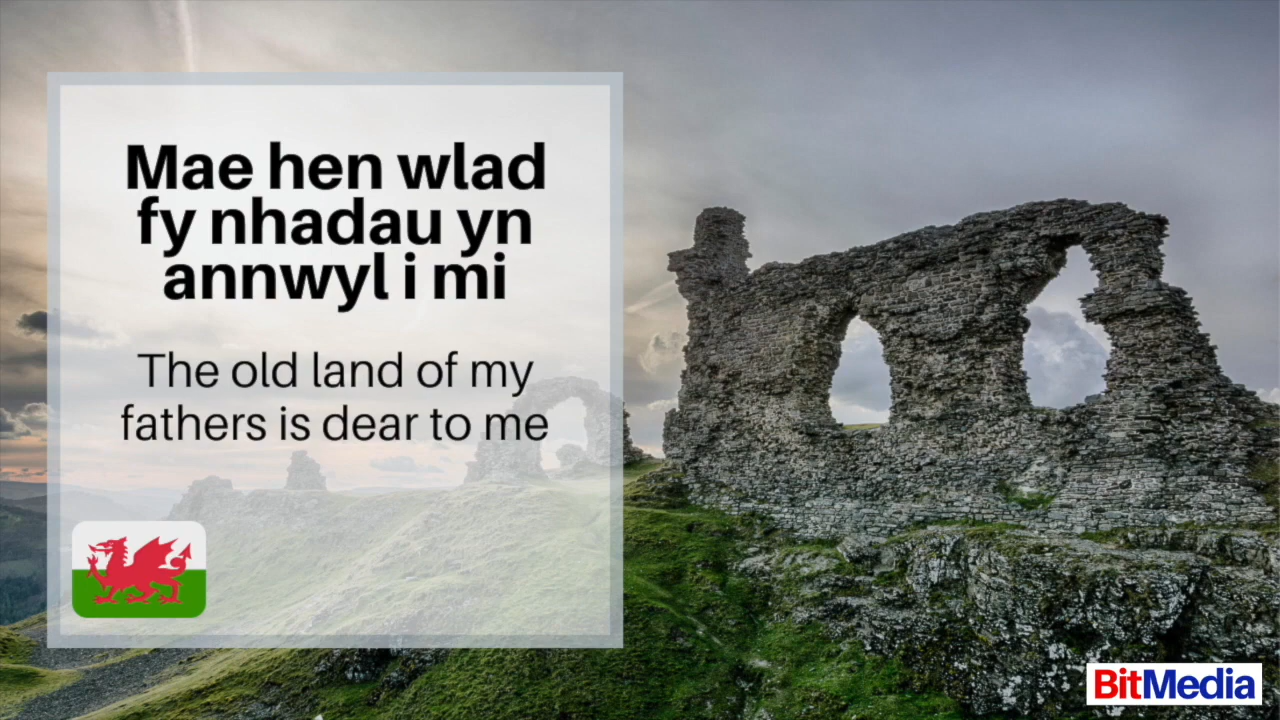 Mae hen wlad
fy nhadau yn
annwyl i mi
The old land of my
fathers is dear to me
BitMedia